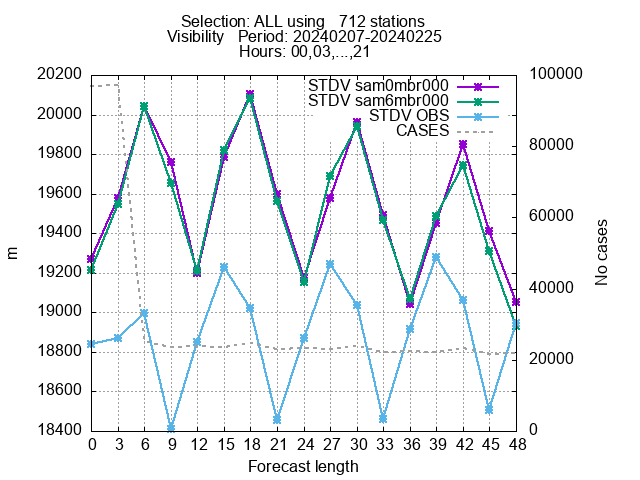 Selection: ALL using   712 stations
Visibility   Period: 20240207-20240225
Hours: 00,03,...,21
STDV sam0mbr000
STDV sam6mbr000
STDV OBS
CASES
20200
20000
19800
19600
19400
19200
19000
18800
18600
18400
100000
80000
60000
40000
20000
0
m
No cases
0 3 6 9 12 15 18 21 24 27 30 33 36 39 42 45 48
Forecast length